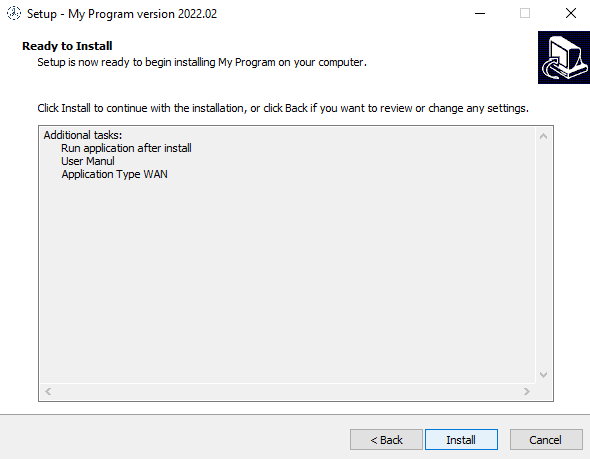 Setup - My Program version 2022.02
Ready to Install
Setup is now ready to begin installing My Program on your computer.
Click Install to continue with the installation, or click Back if you want to review or change any settings.
Additional tasks:
Run application after install
User Manul
Application Type WAN
< Back
Install
Cancel